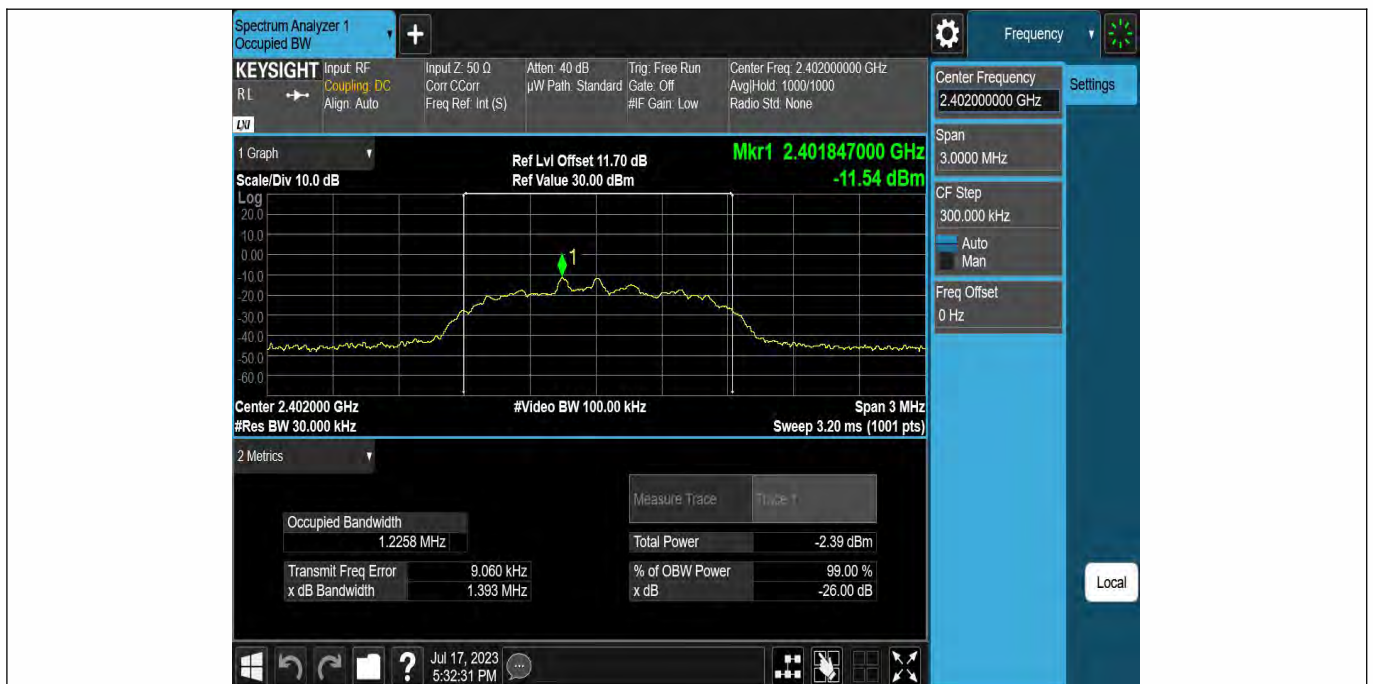 Spectrum Analyzer 1
Occupied BW
+
Frequency
KEYSIGHT Input: RF Input Z: 50 Ω Atten: 40 dB Trig: Free Run Center Freq: 2.402000000 GHz
RL Coupling: DC Corr CCorr µW Path: Standard Gate: Off Avg|Hold: 1000/1000
Align: Auto Freq Ref: Int (S) #IF Gain: Low Radio Std: None
LXI
Center Frequency
2.402000000 GHz
Settings
Span
3.0000 MHz
CF Step
300.000 kHz
Auto
Man
Freq Offset
0 Hz
Local
1 Graph
Ref Lvl Offset 11.70 dB
Mkr1 2.401847000 GHz
Scale/Div 10.0 dB
Ref Value 30.00 dBm
-11.54 dBm
Log
20.0
10.0
0.00
-10.0
-20.0
-30.0
-40.0
-50.0
-60.0
1
Center 2.402000 GHz #Video BW 100.00 kHz Span 3 MHz
#Res BW 30.000 kHz Sweep 3.20 ms (1001 pts)
2 Metrics
Measure Trace Trace 1
Occupied Bandwidth
1.2258 MHz
Total Power -2.39 dBm
Transmit Freq Error 9.060 kHz % of OBW Power 99.00 %
x dB Bandwidth 1.393 MHz x dB -26.00 dB
?
Jul 17, 2023
5:32:31 PM